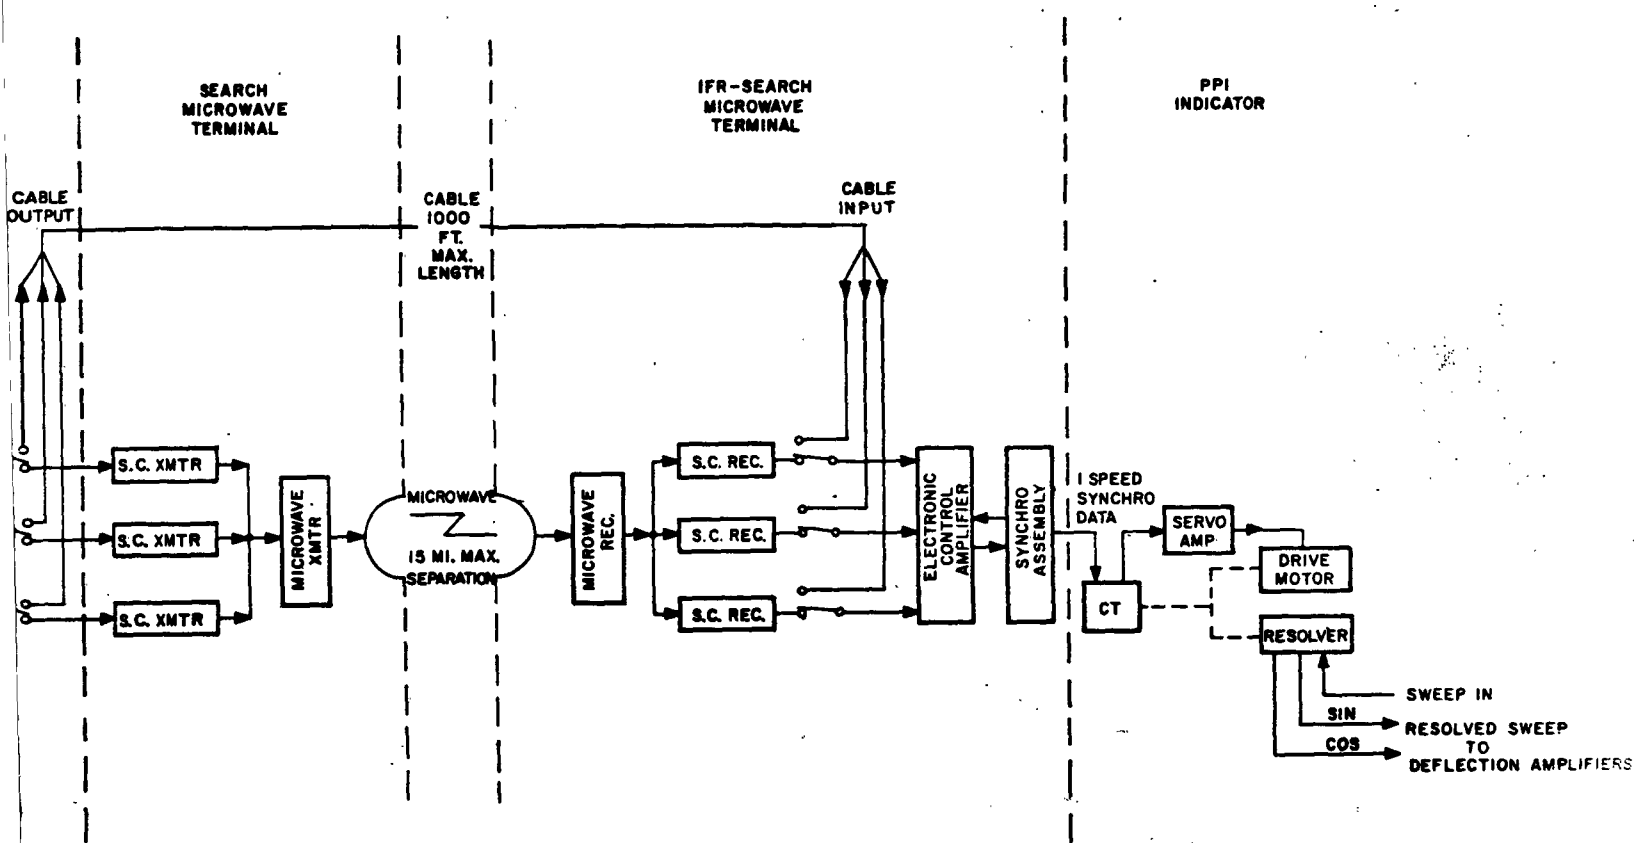 SEARCH
MICROWAVE
TERMINAL
IFR-SEARCH
MICROWAVE
TERMINAL
PPI
INDICATOR
CABLE
OUTPUT
CABLE
1000
FT.
MAX.
LENGTH
CABLE
INPUT
S.C. XMTR
S.C. XMTR
S.C. XMTR
MICROWAVE
XMTR
MICROWAVE
15 MI. MAX.
SEPARATION
MICROWAVE
REC.
S.C. REC.
S.C. REC.
S.C. REC.
ELECTRONIC
CONTROL
AMPLIFIER
SYNCHRO
ASSEMBLY
1 SPEED
SYNCHRO
DATA
CT
SERVO
AMP
DRIVE
MOTOR
RESOLVER
SWEEP IN
SIN
COS
RESOLVED SWEEP
TO
DEFLECTION AMPLIFIERS